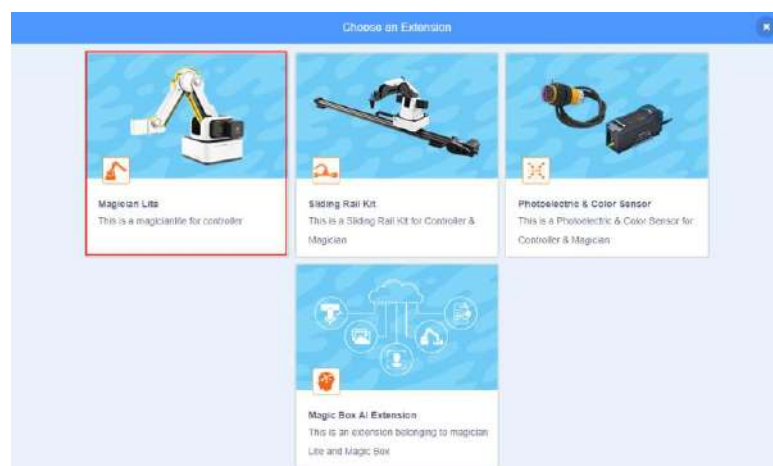 Choose an Extension
Magician Lite
This is a magicianlite for controller
Sliding Rail Kit
This is a Sliding Rail Kit for Controller &
Magician
Photoelectric & Color Sensor
This is a Photoelectric & Color Sensor for
Controller & Magician
Magic Box AI Extension
This is an extension belonging to magician
Lite and Magic Box